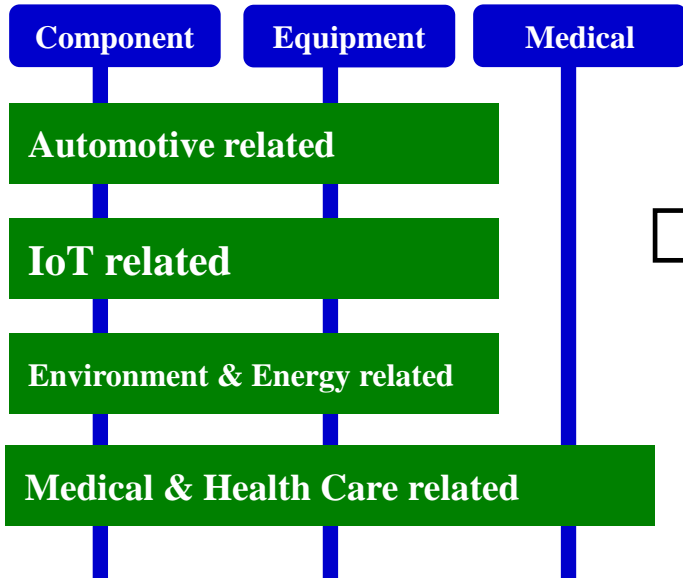 Component Equipment Medical
Automotive related
IoT related
Environment & Energy related
Medical & Health Care related